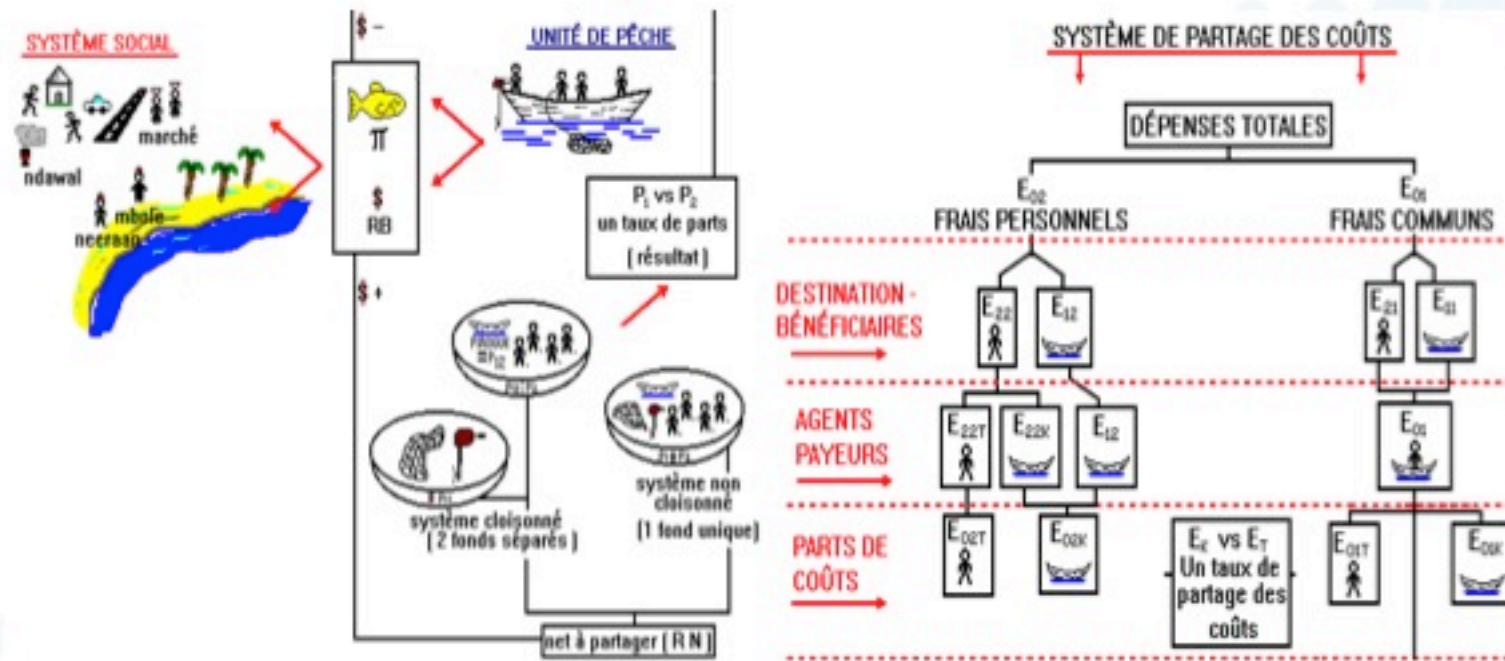 SYSTÈME SOCIAL
marché
ndawal
mbole
neeraan
$ -
π
$
RB
$ +
UNITÉ DE PÊCHE
P₁ vs P₂
un taux de parts
( résultat )
système cloisonné
( 2 fonds séparés )
système non
cloisonné
(1 fond unique)
net à partager ( R N )
SYSTÈME DE PARTAGE DES COÛTS
DÉPENSES TOTALES
E₀₂
FRAIS PERSONNELS
E₀₁
FRAIS COMMUNS
DESTINATION -
BÉNÉFICIAIRES
E₂₂
E₁₂
E₂₁
E₁₁
AGENTS
PAYEURS
E₂₂T
E₂₂K
E₁₂
E₀₁
PARTS DE
COÛTS
E₀₂T
E₀₂K
E_K vs E_T
Un taux de
partage des
coûts
E₀₁T
E₀₁K